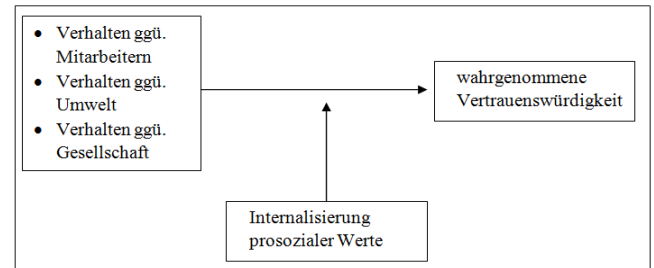 • Verhalten ggü.
Mitarbeitern
• Verhalten ggü.
Umwelt
• Verhalten ggü.
Gesellschaft
wahrgenommene
Vertrauenswürdigkeit
Internalisierung
prosozialer Werte